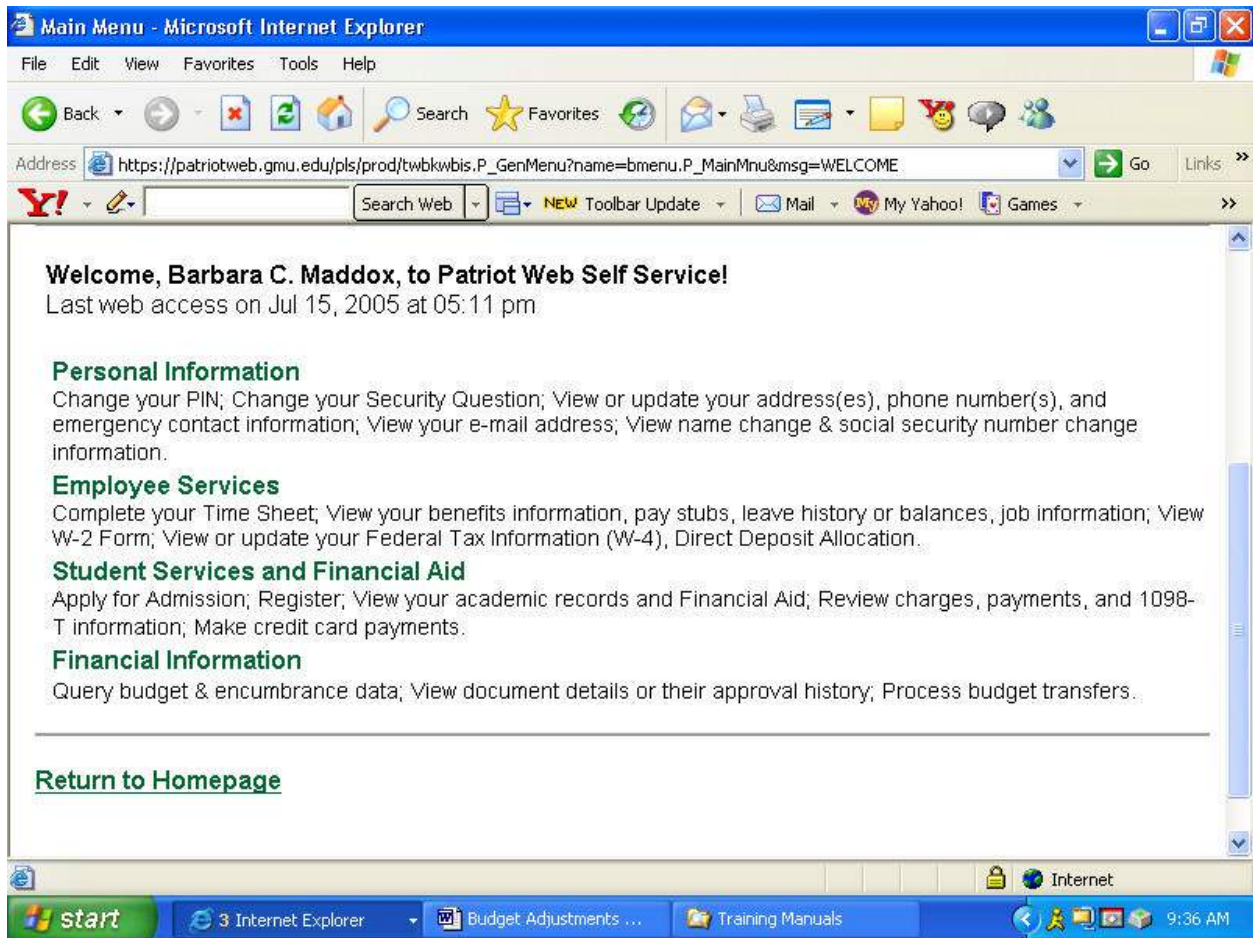 Main Menu - Microsoft Internet Explorer
File Edit View Favorites Tools Help
Back Search Favorites
Address https://patriotweb.gmu.edu/pls/prod/twbkwbis.P_GenMenu?name=bmenu.P_MainMnu&msg=WELCOME Go Links »
Y! Search Web NEW Toolbar Update Mail My Yahoo! Games »
Welcome, Barbara C. Maddox, to Patriot Web Self Service!
Last web access on Jul 15, 2005 at 05:11 pm
Personal Information
Change your PIN; Change your Security Question; View or update your address(es), phone number(s), and
emergency contact information; View your e-mail address; View name change & social security number change
information.
Employee Services
Complete your Time Sheet; View your benefits information, pay stubs, leave history or balances, job information; View
W-2 Form; View or update your Federal Tax Information (W-4), Direct Deposit Allocation.
Student Services and Financial Aid
Apply for Admission; Register; View your academic records and Financial Aid; Review charges, payments, and 1098-
T information; Make credit card payments.
Financial Information
Query budget & encumbrance data; View document details or their approval history; Process budget transfers.
Return to Homepage
Internet
start 3 Internet Explorer Budget Adjustments ... Training Manuals 9:36 AM